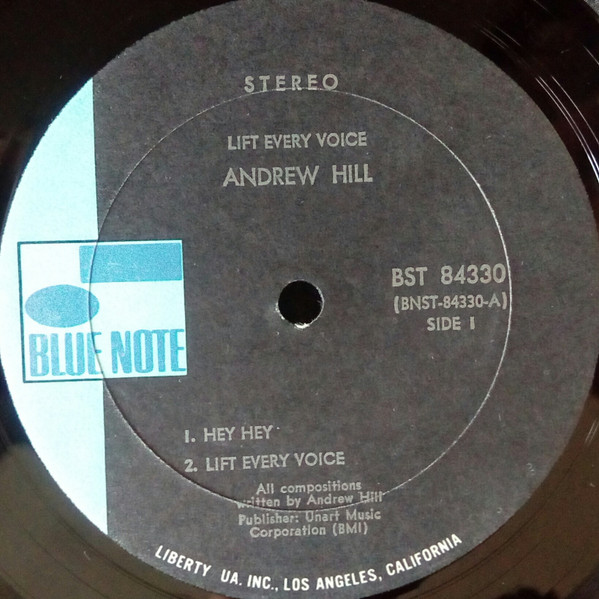 STEREO
LIFT EVERY VOICE
ANDREW HILL
BST 84330
(BNST-84330-A)
SIDE 1
BLUE NOTE
1. HEY HEY
2. LIFT EVERY VOICE
All compositions
written by Andrew Hill
Publisher: Unart Music
Corporation (BMI)
LIBERTY UA. INC., LOS ANGELES, CALIFORNIA